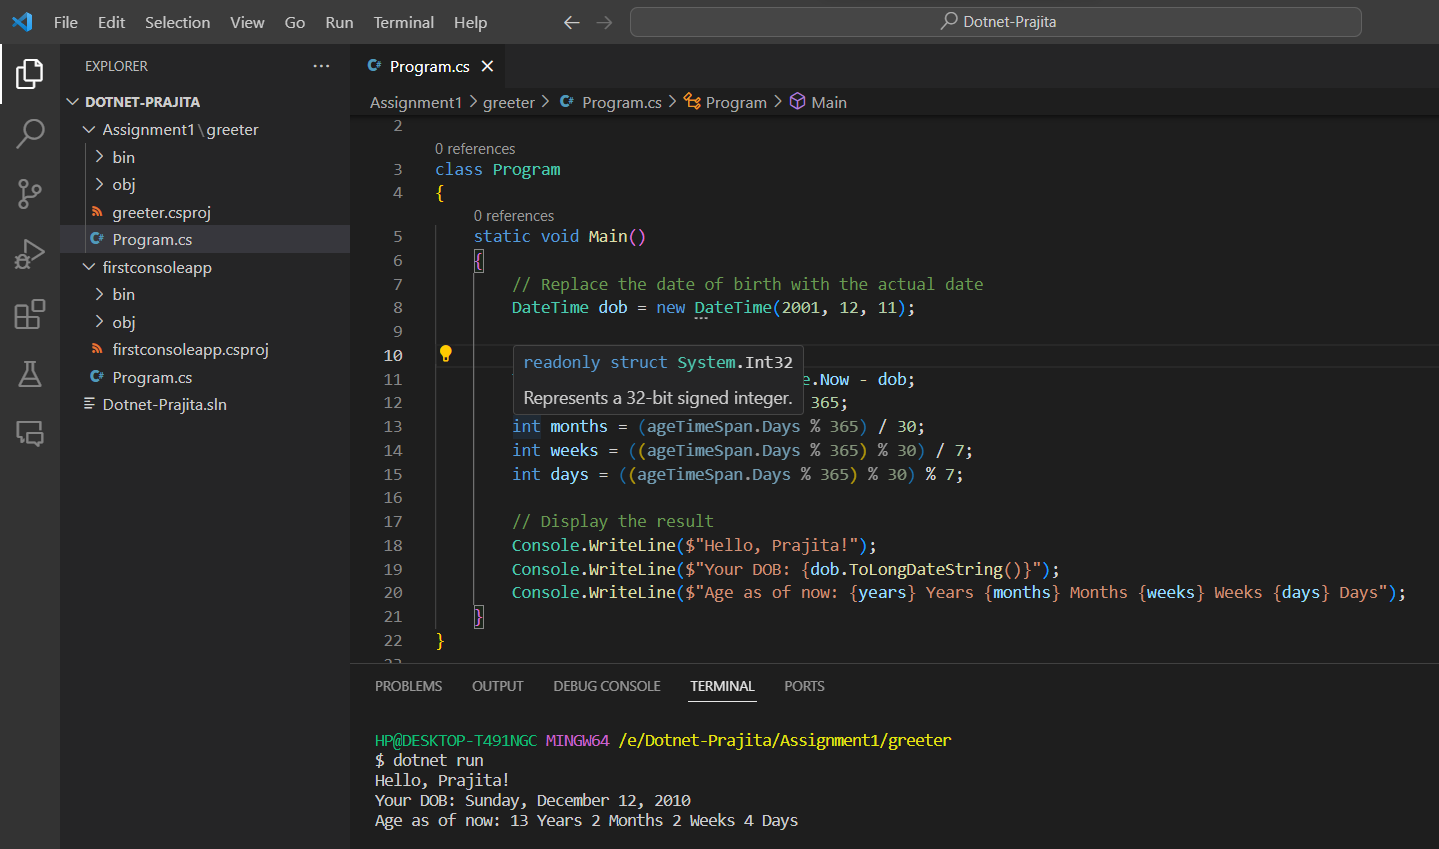 File Edit Selection View Go Run Terminal Help
Dotnet-Prajita
EXPLORER
DOTNET-PRAJITA
Assignment1\greeter
bin
obj
greeter.csproj
Program.cs
firstconsoleapp
bin
obj
firstconsoleapp.csproj
Program.cs
Dotnet-Prajita.sln
Program.cs
Assignment1 > greeter > Program.cs > Program > Main
2
0 references
3 class Program
4 {
0 references
5 static void Main()
6 {
7 // Replace the date of birth with the actual date
8 DateTime dob = new DateTime(2001, 12, 11);
9
10
readonly struct System.Int32
Represents a 32-bit signed integer.
11 e.Now - dob;
12 365;
13 int months = (ageTimeSpan.Days % 365) / 30;
14 int weeks = ((ageTimeSpan.Days % 365) % 30) / 7;
15 int days = ((ageTimeSpan.Days % 365) % 30) % 7;
16
17 // Display the result
18 Console.WriteLine($"Hello, Prajita!");
19 Console.WriteLine($"Your DOB: {dob.ToLongDateString()}");
20 Console.WriteLine($"Age as of now: {years} Years {months} Months {weeks} Weeks {days} Days");
21 }
22 }
PROBLEMS OUTPUT DEBUG CONSOLE TERMINAL PORTS
HP@DESKTOP-T491NGC MINGW64 /e/Dotnet-Prajita/Assignment1/greeter
$ dotnet run
Hello, Prajita!
Your DOB: Sunday, December 12, 2010
Age as of now: 13 Years 2 Months 2 Weeks 4 Days